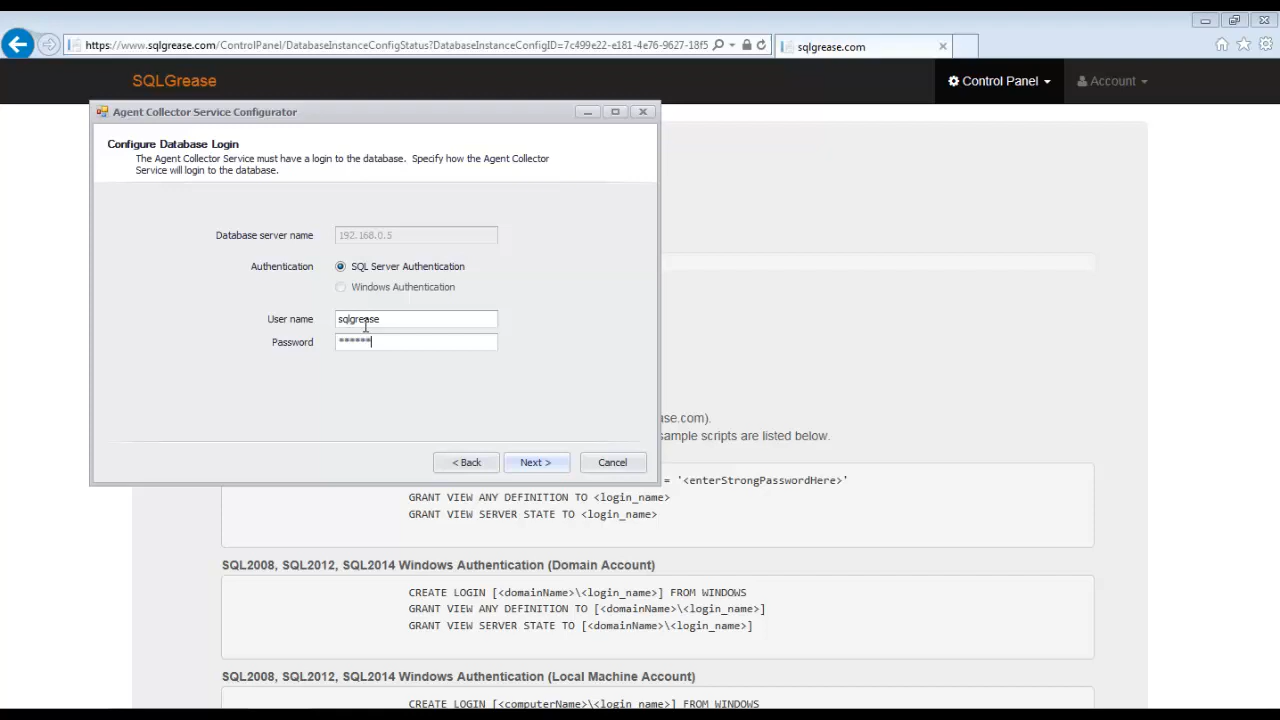 https://www.sqlgrease.com/ControlPanel/DatabaseInstanceConfigStatus?DatabaseInstanceConfigID=7c499e22-e181-4e76-9627-18f5
sqlgrease.com
SQLGrease
Control Panel
Account
Agent Collector Service Configurator
Configure Database Login
The Agent Collector Service must have a login to the database. Specify how the Agent Collector
Service will login to the database.
Database server name
192.168.0.5
Authentication
SQL Server Authentication
Windows Authentication
User name
sqlgrease
Password
******
< Back
Next >
Cancel
ase.com).
sample scripts are listed below.
= '<enterStrongPasswordHere>'
GRANT VIEW ANY DEFINITION TO <login_name>
GRANT VIEW SERVER STATE TO <login_name>
SQL2008, SQL2012, SQL2014 Windows Authentication (Domain Account)
CREATE LOGIN [<domainName>\<login_name>] FROM WINDOWS
GRANT VIEW ANY DEFINITION TO [<domainName>\<login_name>]
GRANT VIEW SERVER STATE TO [<domainName>\<login_name>]
SQL2008, SQL2012, SQL2014 Windows Authentication (Local Machine Account)
CREATE LOGIN [<computerName>\<login_name>] FROM WINDOWS